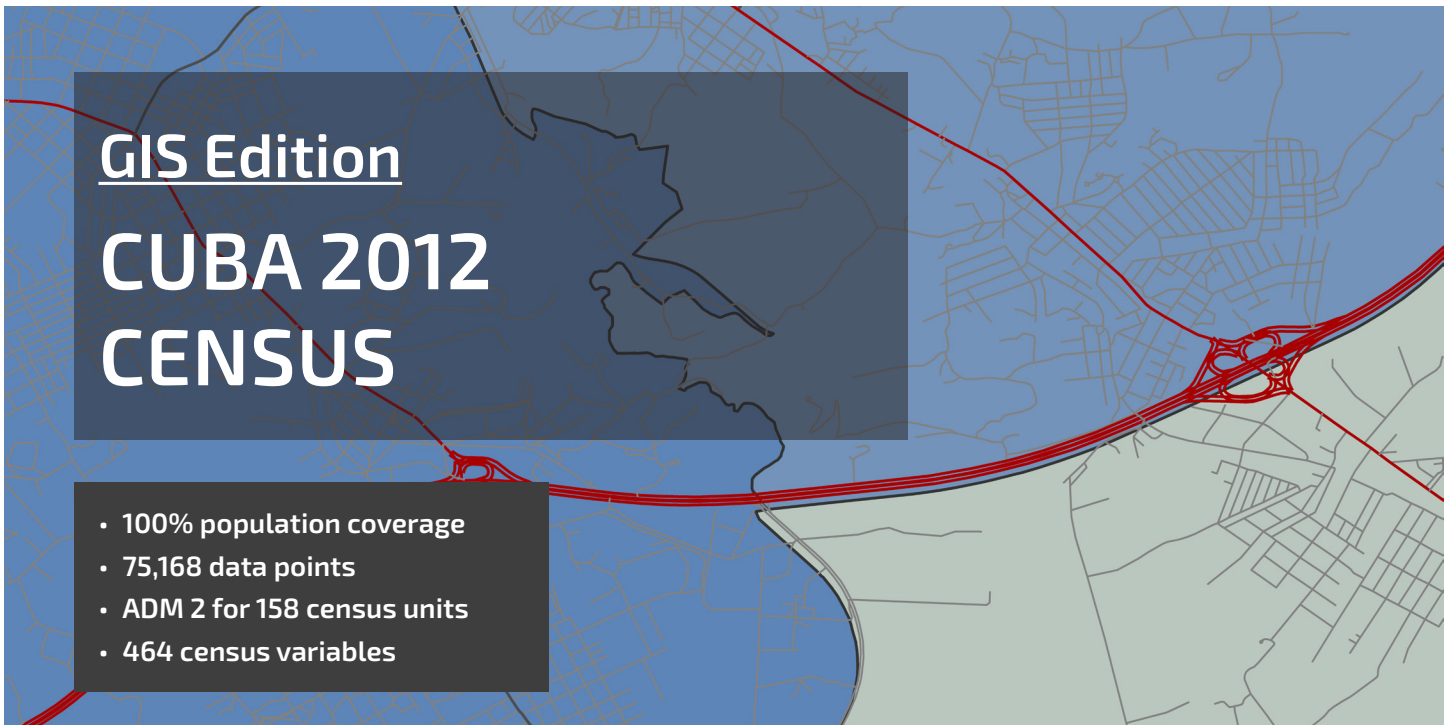 GIS Edition
CUBA 2012
CENSUS
• 100% population coverage
• 75,168 data points
• ADM 2 for 158 census units
• 464 census variables